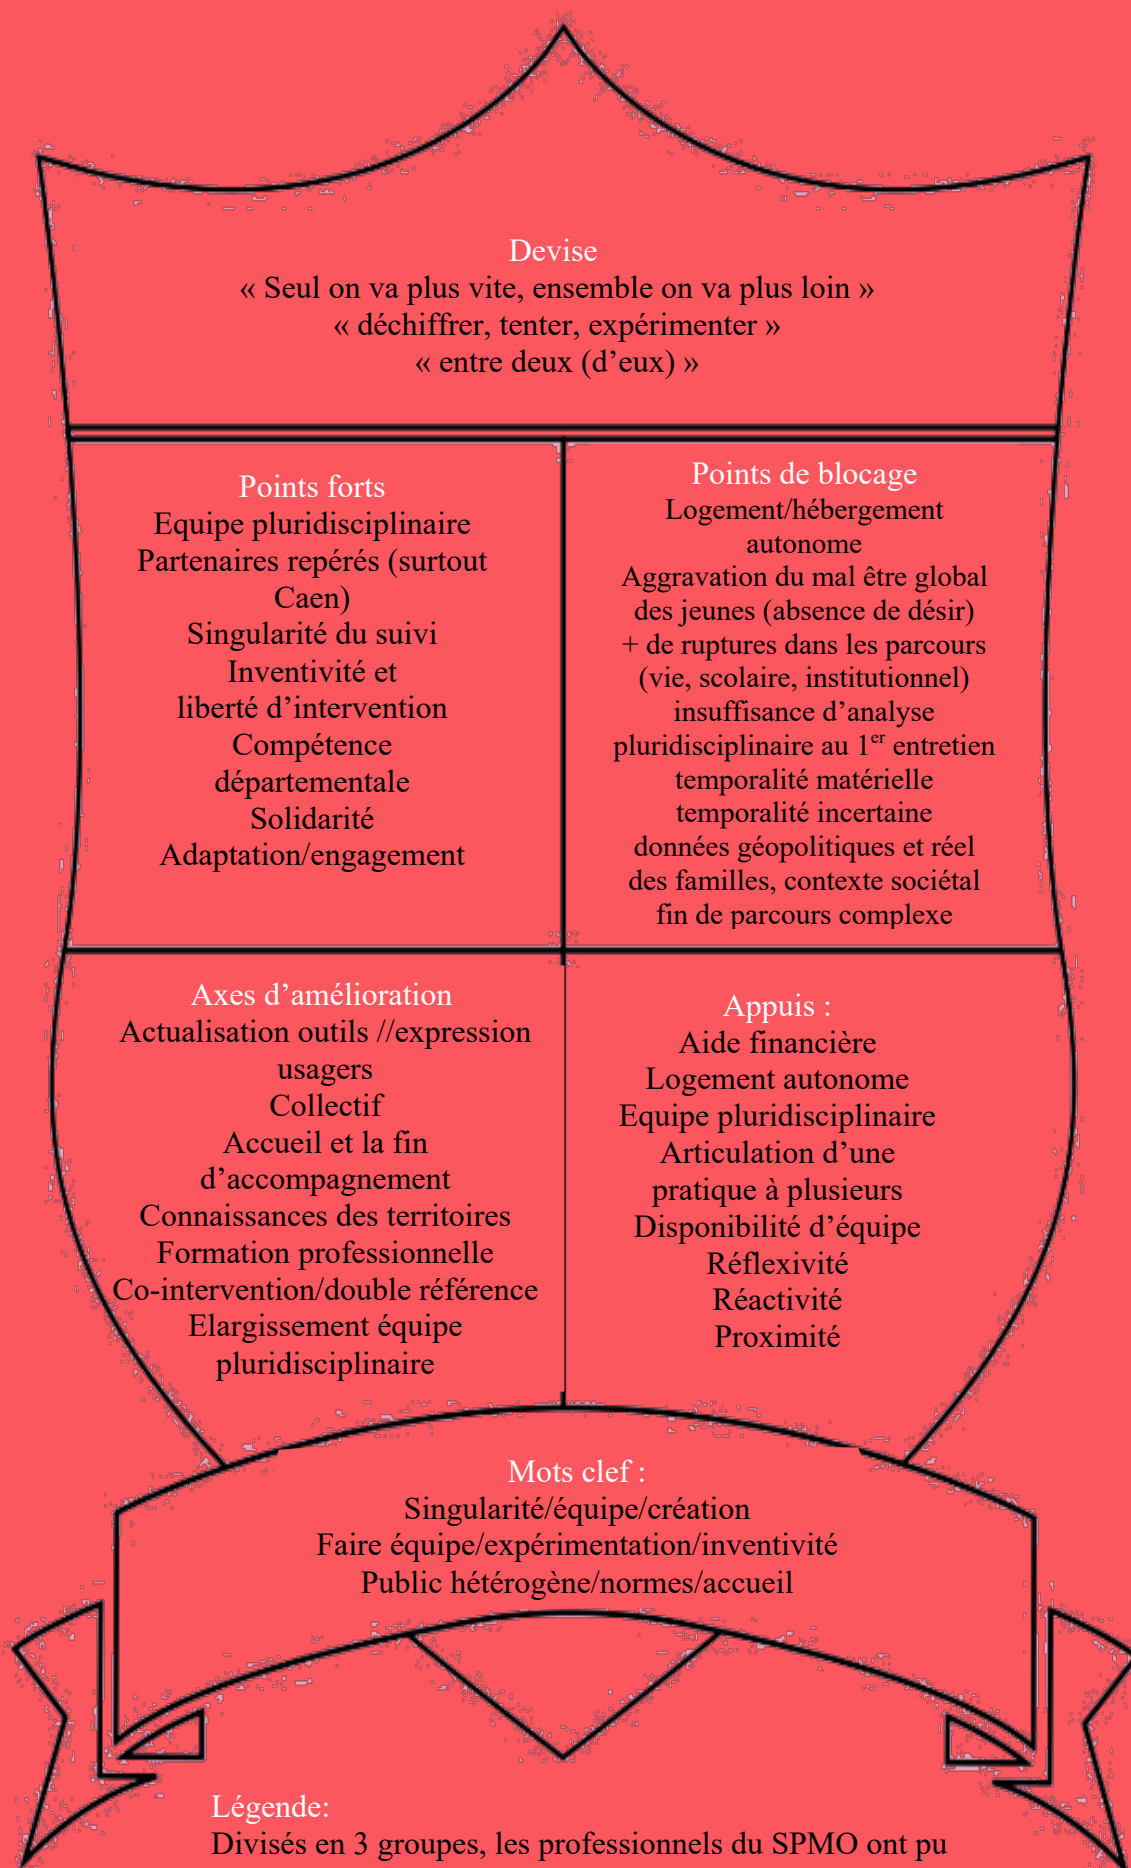 Devise
« Seul on va plus vite, ensemble on va plus loin »
« déchiffrer, tenter, expérimenter »
« entre deux (d’eux) »
Points forts
Equipe pluridisciplinaire
Partenaires repérés (surtout
Caen)
Singularité du suivi
Inventivité et
liberté d’intervention
Compétence
départementale
Solidarité
Adaptation/engagement
Points de blocage
Logement/hébergement
autonome
Aggravation du mal être global
des jeunes (absence de désir)
+ de ruptures dans les parcours
(vie, scolaire, institutionnel)
insuffisance d’analyse
pluridisciplinaire au 1er entretien
temporalité matérielle
temporalité incertaine
données géopolitiques et réel
des familles, contexte sociétal
fin de parcours complexe
Axes d’amélioration
Actualisation outils //expression
usagers
Collectif
Accueil et la fin
d’accompagnement
Connaissances des territoires
Formation professionnelle
Co-intervention/double référence
Elargissement équipe
pluridisciplinaire
Appuis :
Aide financière
Logement autonome
Equipe pluridisciplinaire
Articulation d’une
pratique à plusieurs
Disponibilité d’équipe
Réflexivité
Réactivité
Proximité
Mots clef :
Singularité/équipe/création
Faire équipe/expérimentation/inventivité
Public hétérogène/normes/accueil
Légende:
Divisés en 3 groupes, les professionnels du SPMO ont pu